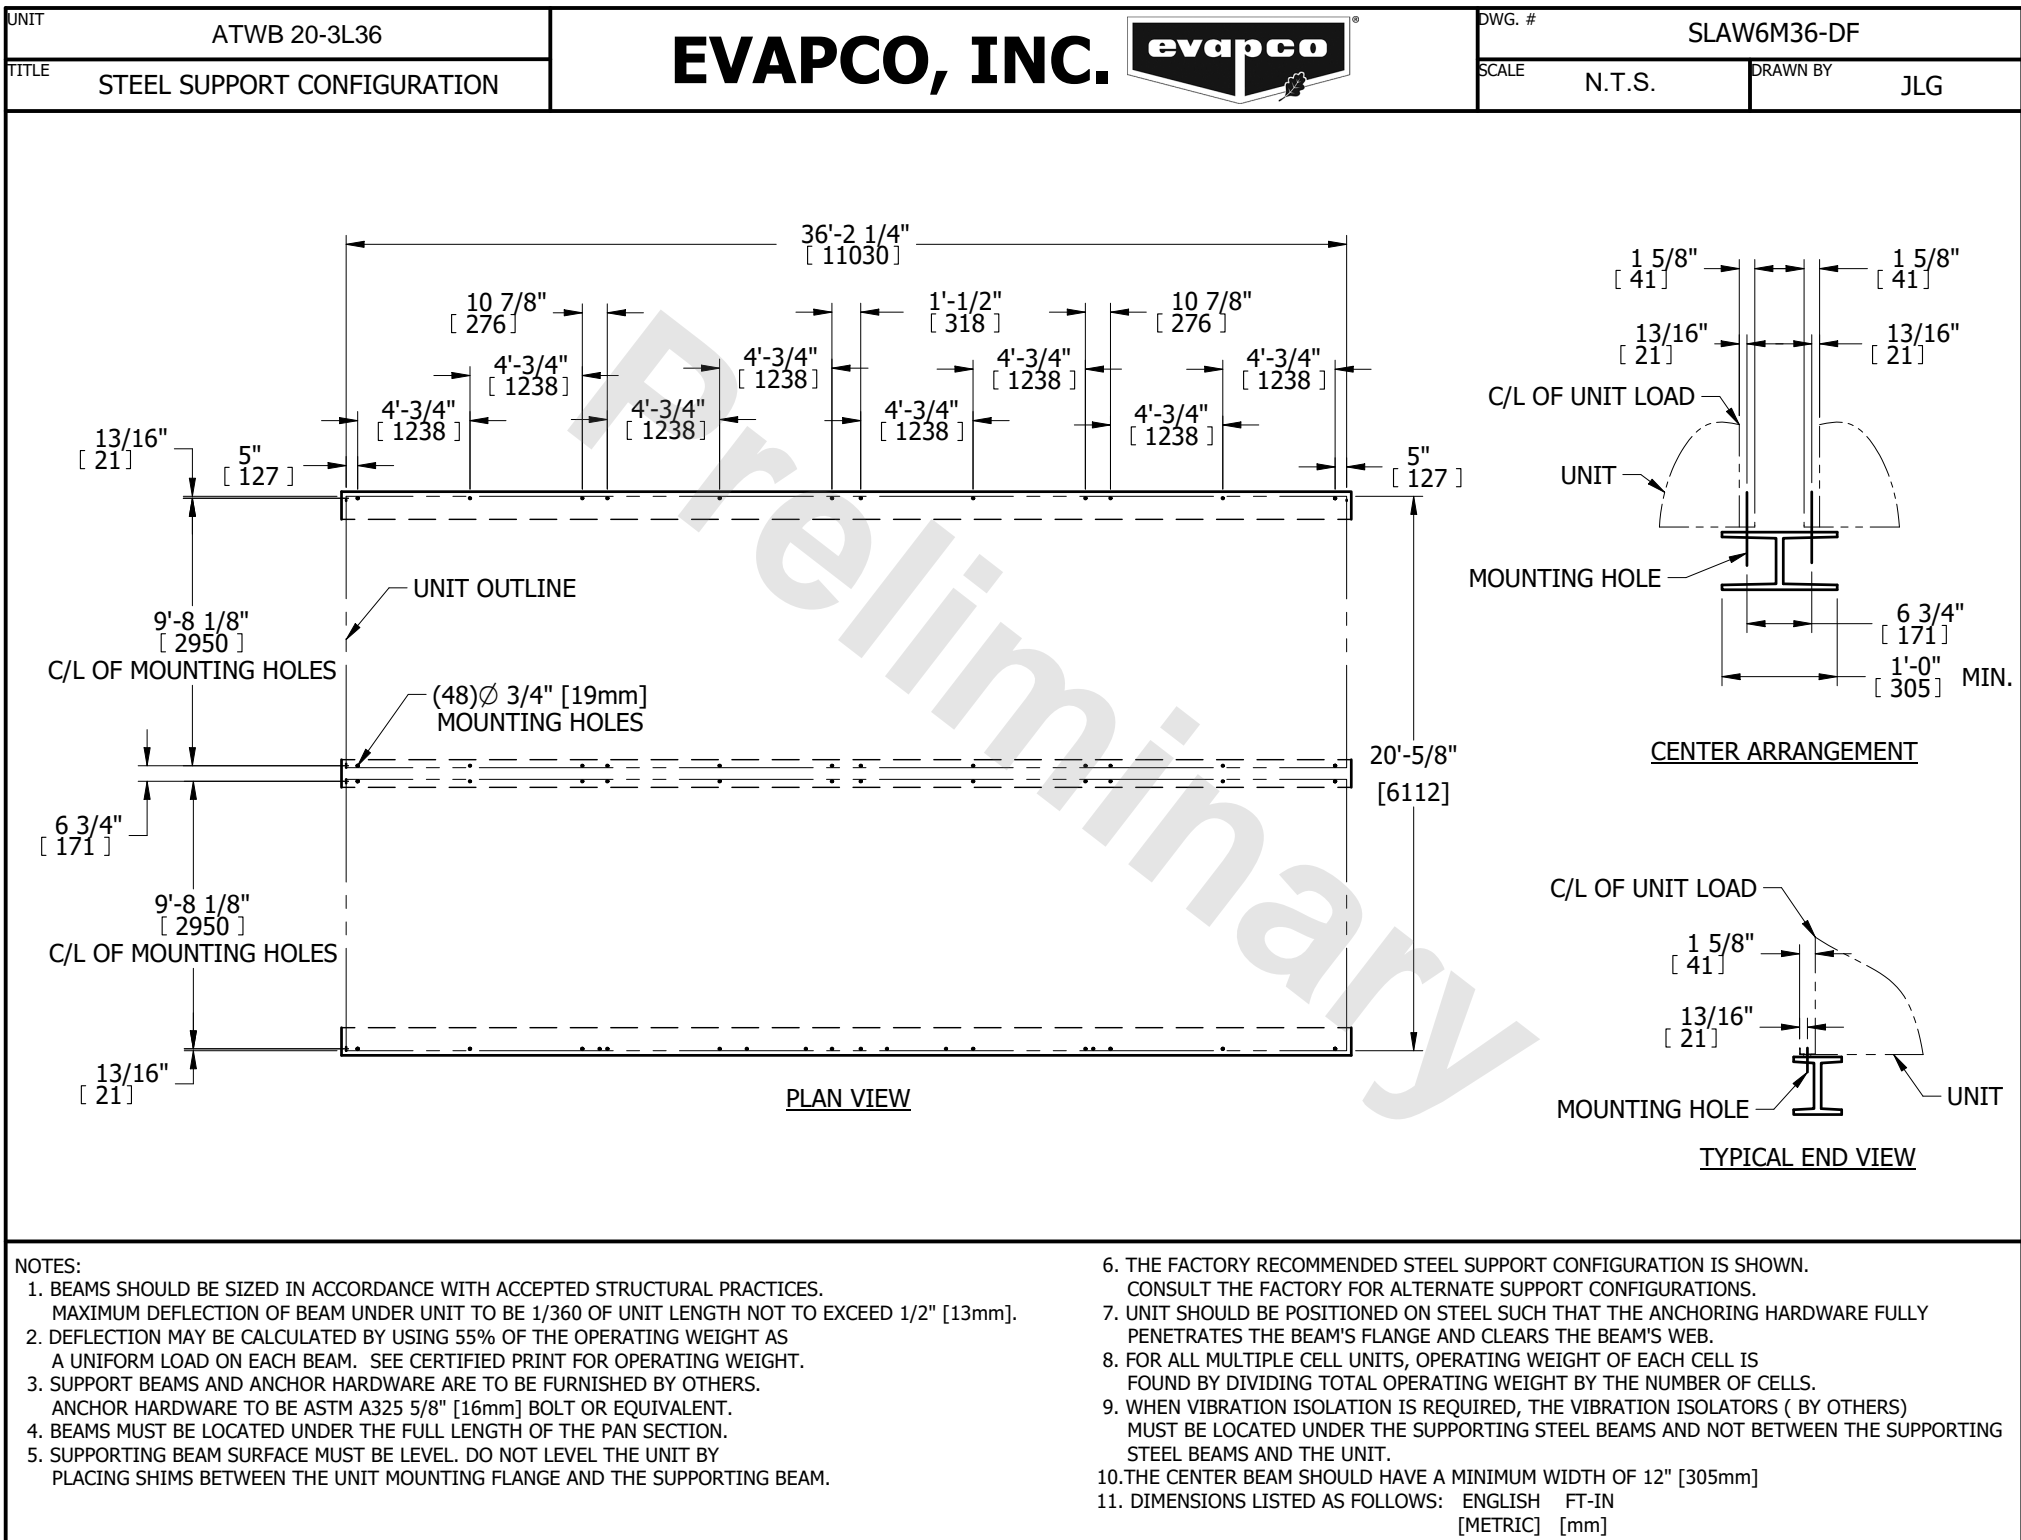 UNIT
ATWB 20-3L36
TITLE
STEEL SUPPORT CONFIGURATION
EVAPCO, INC.
evapco
®
DWG. #
SLAW6M36-DF
SCALE
N.T.S.
DRAWN BY
JLG
36'-2 1/4"
[ 11030]
10 7/8"
[ 276]
1'-1/2"
[ 318 ]
10 7/8"
[ 276 ]
4'-3/4"
[ 1238]
4'-3/4"
[ 1238]
4'-3/4"
[ 1238]
4'-3/4"
[ 1238]
4'-3/4"
[ 1238 ]
4'-3/4"
[ 1238]
4'-3/4"
[ 1238]
4'-3/4"
[ 1238]
13/16"
[ 21]
5"
[ 127 ]
5"
[ 127 ]
UNIT OUTLINE
9'-8 1/8"
[ 2950 ]
C/L OF MOUNTING HOLES
(48)Ø 3/4" [19mm]
MOUNTING HOLES
20'-5/8"
[6112]
6 3/4"
[ 171 ]
9'-8 1/8"
[ 2950 ]
C/L OF MOUNTING HOLES
13/16"
[ 21]
PLAN VIEW
Preliminary
1 5/8"
[ 41]
1 5/8"
[ 41]
13/16"
[ 21]
13/16"
[ 21]
C/L OF UNIT LOAD
UNIT
MOUNTING HOLE
6 3/4"
[ 171]
1'-0"
[ 305] MIN.
CENTER ARRANGEMENT
C/L OF UNIT LOAD
1 5/8"
[ 41]
13/16"
[ 21]
MOUNTING HOLE
UNIT
TYPICAL END VIEW
NOTES:
1. BEAMS SHOULD BE SIZED IN ACCORDANCE WITH ACCEPTED STRUCTURAL PRACTICES.
MAXIMUM DEFLECTION OF BEAM UNDER UNIT TO BE 1/360 OF UNIT LENGTH NOT TO EXCEED 1/2" [13mm].
2. DEFLECTION MAY BE CALCULATED BY USING 55% OF THE OPERATING WEIGHT AS
A UNIFORM LOAD ON EACH BEAM. SEE CERTIFIED PRINT FOR OPERATING WEIGHT.
3. SUPPORT BEAMS AND ANCHOR HARDWARE ARE TO BE FURNISHED BY OTHERS.
ANCHOR HARDWARE TO BE ASTM A325 5/8" [16mm] BOLT OR EQUIVALENT.
4. BEAMS MUST BE LOCATED UNDER THE FULL LENGTH OF THE PAN SECTION.
5. SUPPORTING BEAM SURFACE MUST BE LEVEL. DO NOT LEVEL THE UNIT BY
PLACING SHIMS BETWEEN THE UNIT MOUNTING FLANGE AND THE SUPPORTING BEAM.
6. THE FACTORY RECOMMENDED STEEL SUPPORT CONFIGURATION IS SHOWN.
CONSULT THE FACTORY FOR ALTERNATE SUPPORT CONFIGURATIONS.
7. UNIT SHOULD BE POSITIONED ON STEEL SUCH THAT THE ANCHORING HARDWARE FULLY
PENETRATES THE BEAM'S FLANGE AND CLEARS THE BEAM'S WEB.
8. FOR ALL MULTIPLE CELL UNITS, OPERATING WEIGHT OF EACH CELL IS
FOUND BY DIVIDING TOTAL OPERATING WEIGHT BY THE NUMBER OF CELLS.
9. WHEN VIBRATION ISOLATION IS REQUIRED, THE VIBRATION ISOLATORS ( BY OTHERS)
MUST BE LOCATED UNDER THE SUPPORTING STEEL BEAMS AND NOT BETWEEN THE SUPPORTING
STEEL BEAMS AND THE UNIT.
10.THE CENTER BEAM SHOULD HAVE A MINIMUM WIDTH OF 12" [305mm]
11. DIMENSIONS LISTED AS FOLLOWS: ENGLISH FT-IN
[METRIC] [mm]